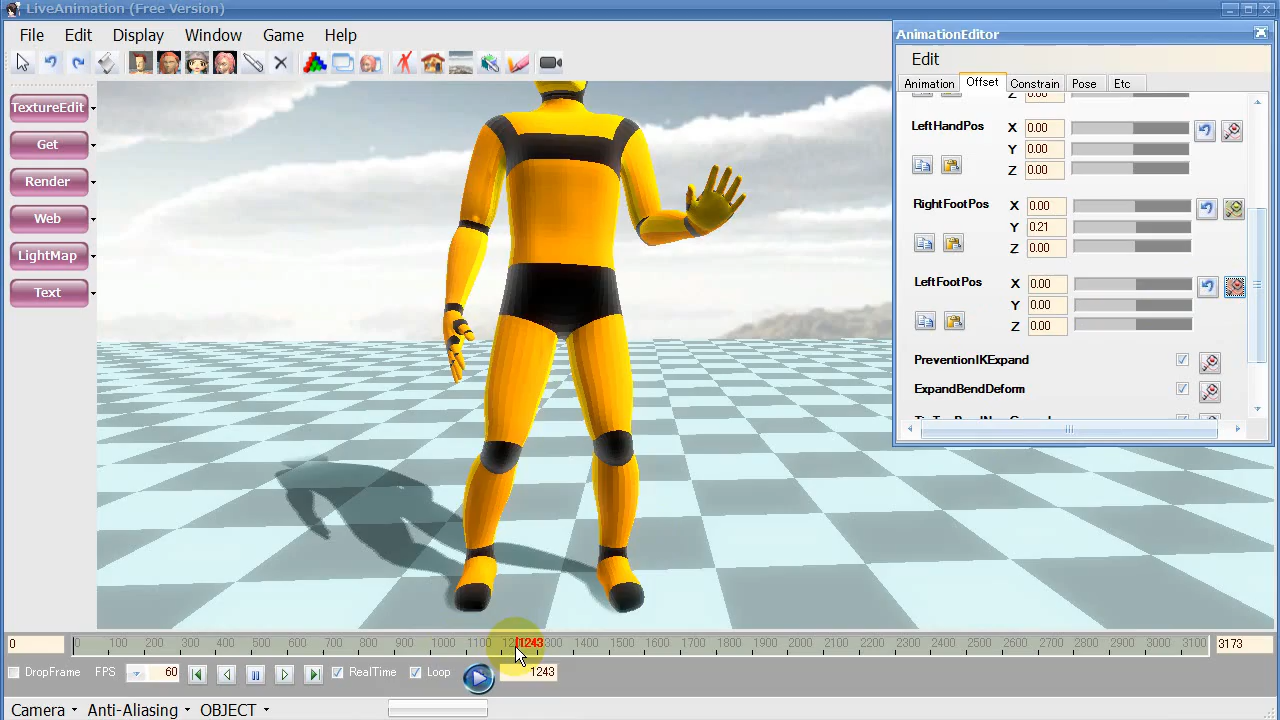 LiveAnimation (Free Version)
File Edit Display Window Game Help
AnimationEditor
Edit
Animation Offset Constrain Pose Etc
Z 0.00
LeftHandPos X 0.00
Y 0.00
Z 0.00
RightFootPos X 0.00
Y 0.21
Z 0.00
LeftFootPos X 0.00
Y 0.00
Z 0.00
PreventionIKExpand
ExpandBendDeform
TextureEdit
Get
Render
Web
LightMap
Text
0 0 100 200 300 400 500 600 700 800 900 1000 1100 1243 1300 1400 1500 1600 1700 1800 1900 2000 2100 2200 2300 2400 2500 2600 2700 2800 2900 3000 3100 3173
DropFrame FPS 60 RealTime Loop 1243
Camera Anti-Aliasing OBJECT